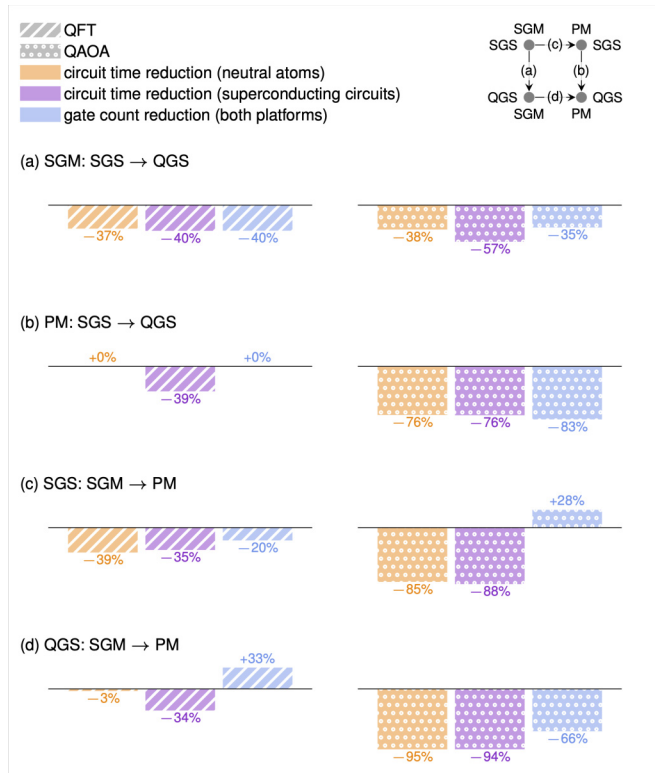 QFT
QAOA
circuit time reduction (neutral atoms)
circuit time reduction (superconducting circuits)
gate count reduction (both platforms)
SGM PM
SGS (c) SGS
(a) (b)
QGS (d) QGS
SGM PM
(a) SGM: SGS → QGS
−37% −40% −40% −38% −57% −35%
(b) PM: SGS → QGS
+0% +0%
−39% −76% −76% −83%
(c) SGS: SGM → PM
+28%
−39% −35% −20% −85% −88%
(d) QGS: SGM → PM
+33%
−3% −34% −95% −94% −66%